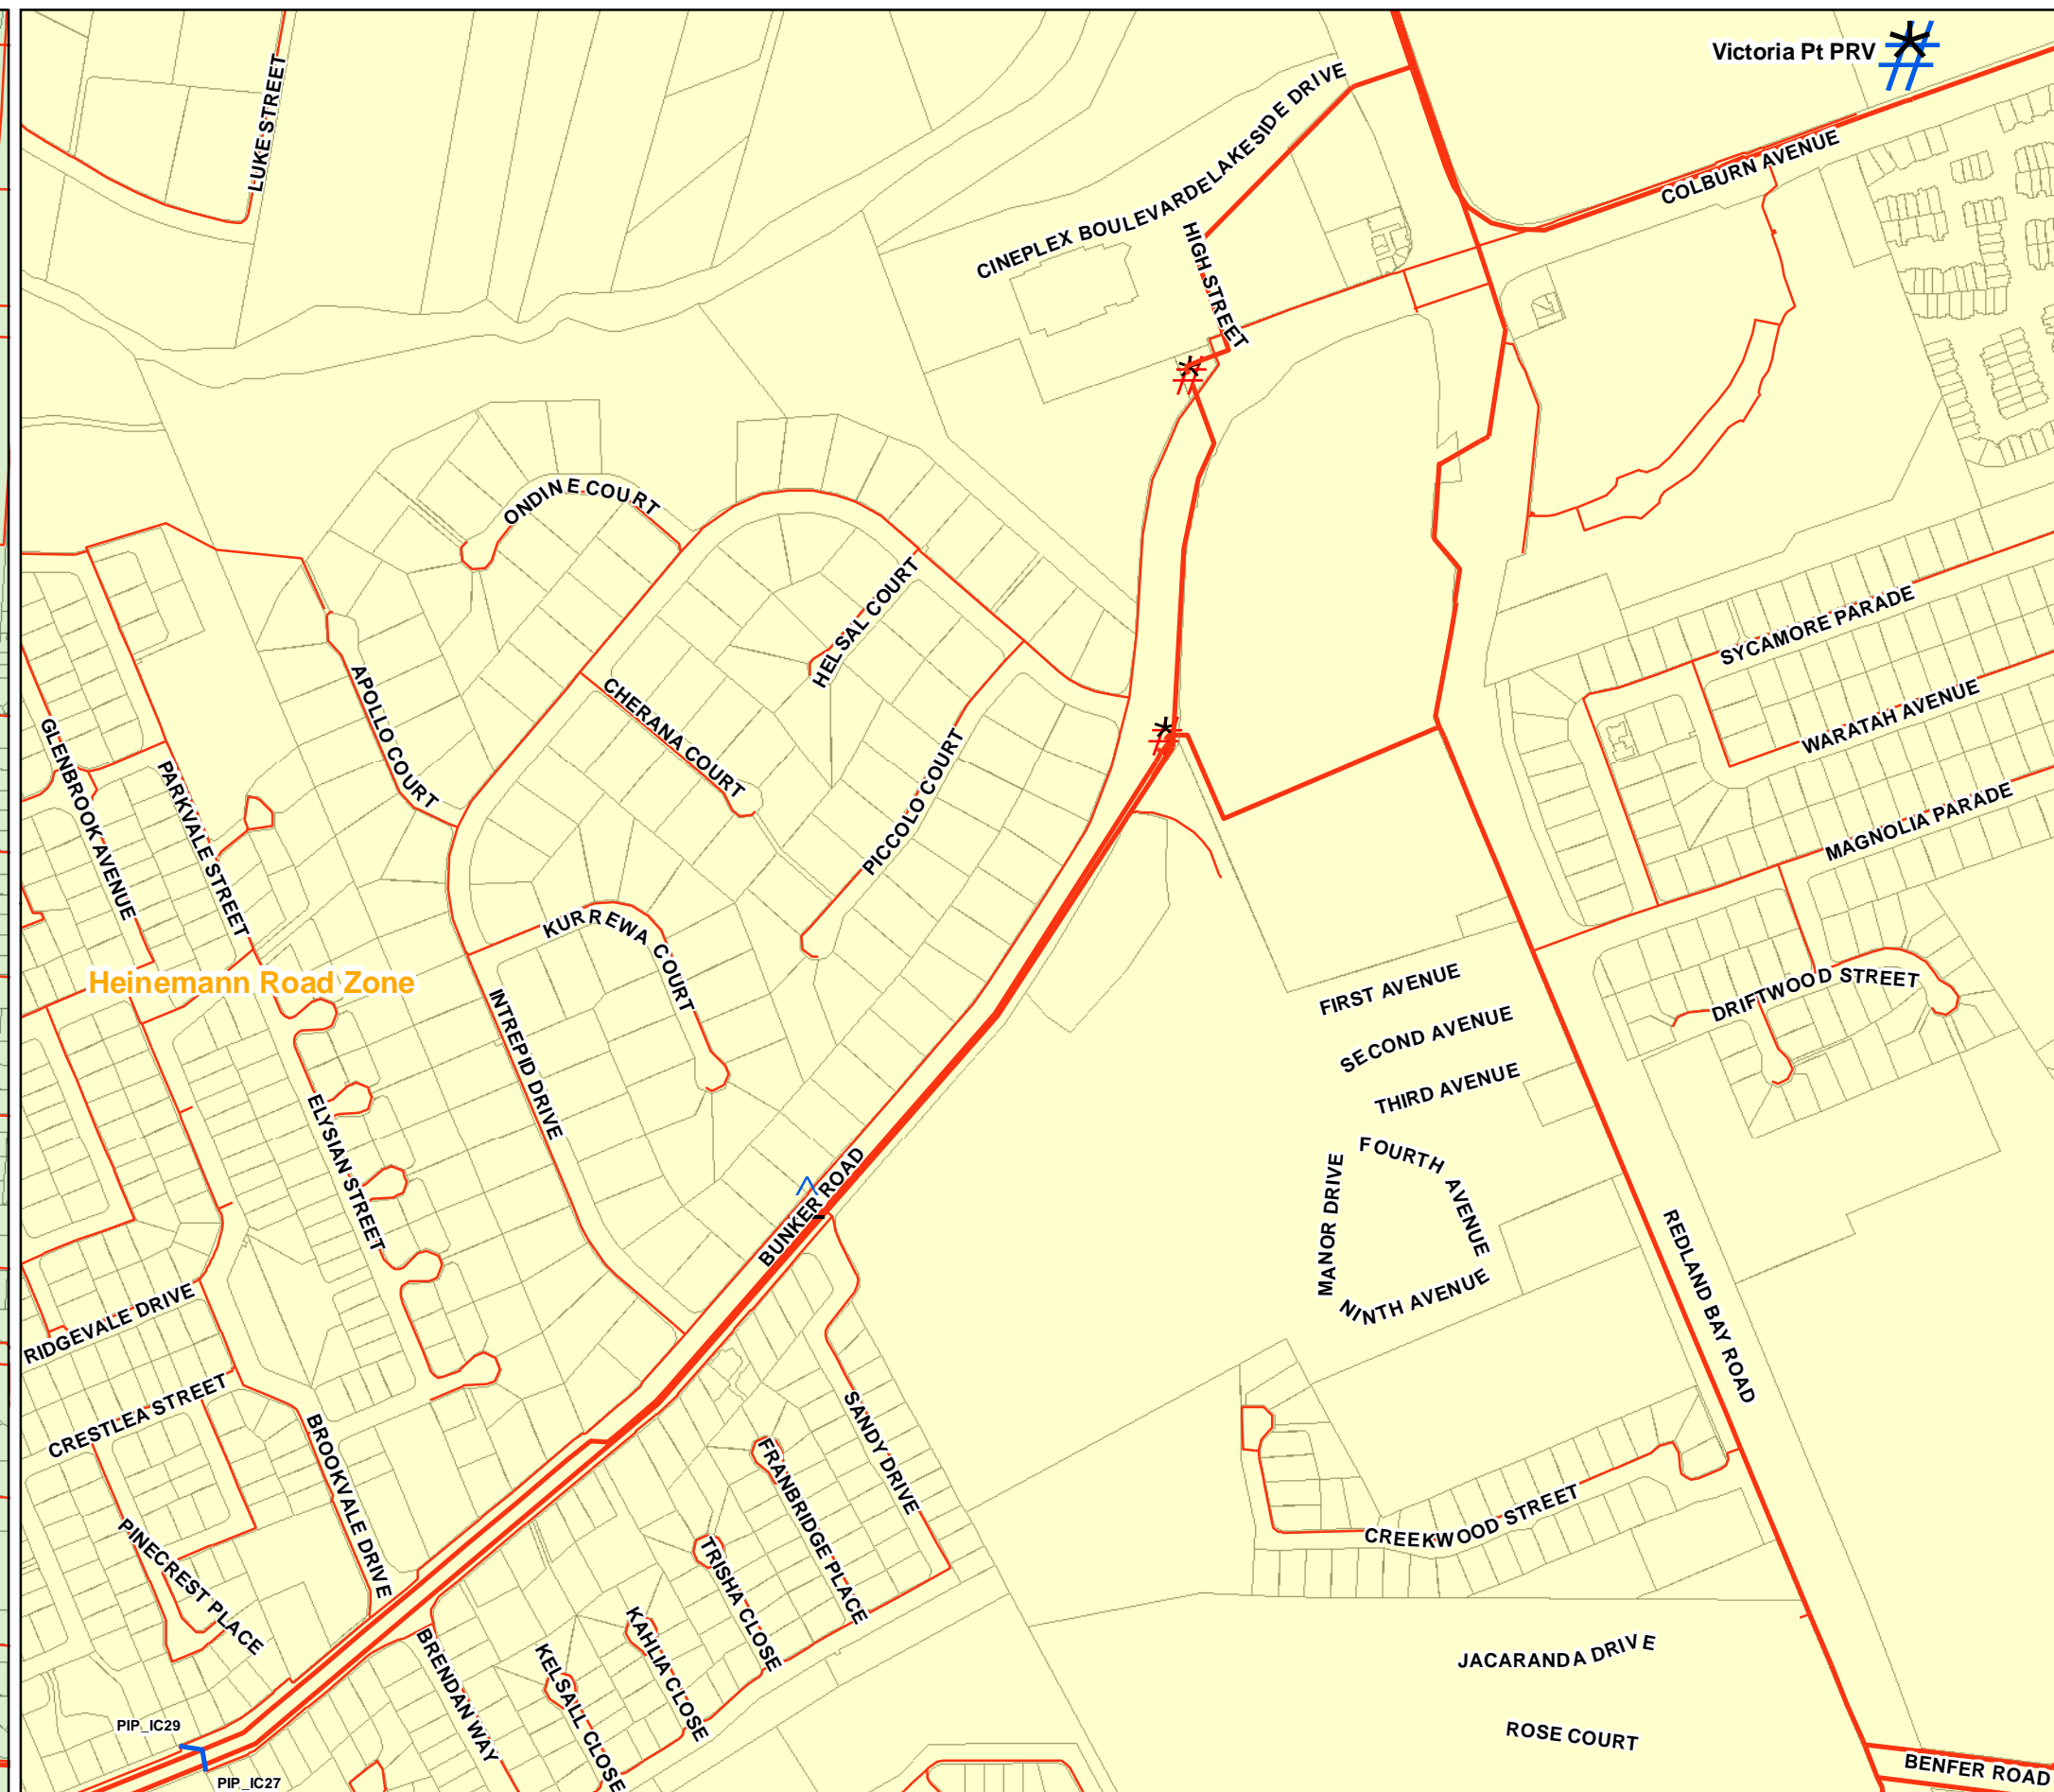 Victoria Pt PRV
LUKE STREET
CINEPLEX BOULEVARDE
LAKESIDE DRIVE
COLBURN AVENUE
HIGH STREET
ONDINE COURT
HELSAL COURT
SYCAMORE PARADE
APOLLO COURT
CHERANA COURT
WARATAH AVENUE
GLENBROOK AVENUE
PARKVALE STREET
PICCOLO COURT
MAGNOLIA PARADE
KURREWA COURT
Heinemann Road Zone
FIRST AVENUE
DRIFTWOOD STREET
INTREPID DRIVE
SECOND AVENUE
THIRD AVENUE
ELYSIAN STREET
FOURTH AVENUE
MANOR DRIVE
BUNKER ROAD
NINTH AVENUE
REDLAND BAY ROAD
RIDGEVALE DRIVE
CRESTLEA STREET
SANDY DRIVE
BROOKVALE DRIVE
FRANBRIDGE PLACE
CREEKWOOD STREET
PINECREST PLACE
TRISHA CLOSE
KAHLIA CLOSE
BRENDAN WAY
KELSALL CLOSE
JACARANDA DRIVE
ROSE COURT
PIP_IC29
BENFER ROAD
PIP_IC27